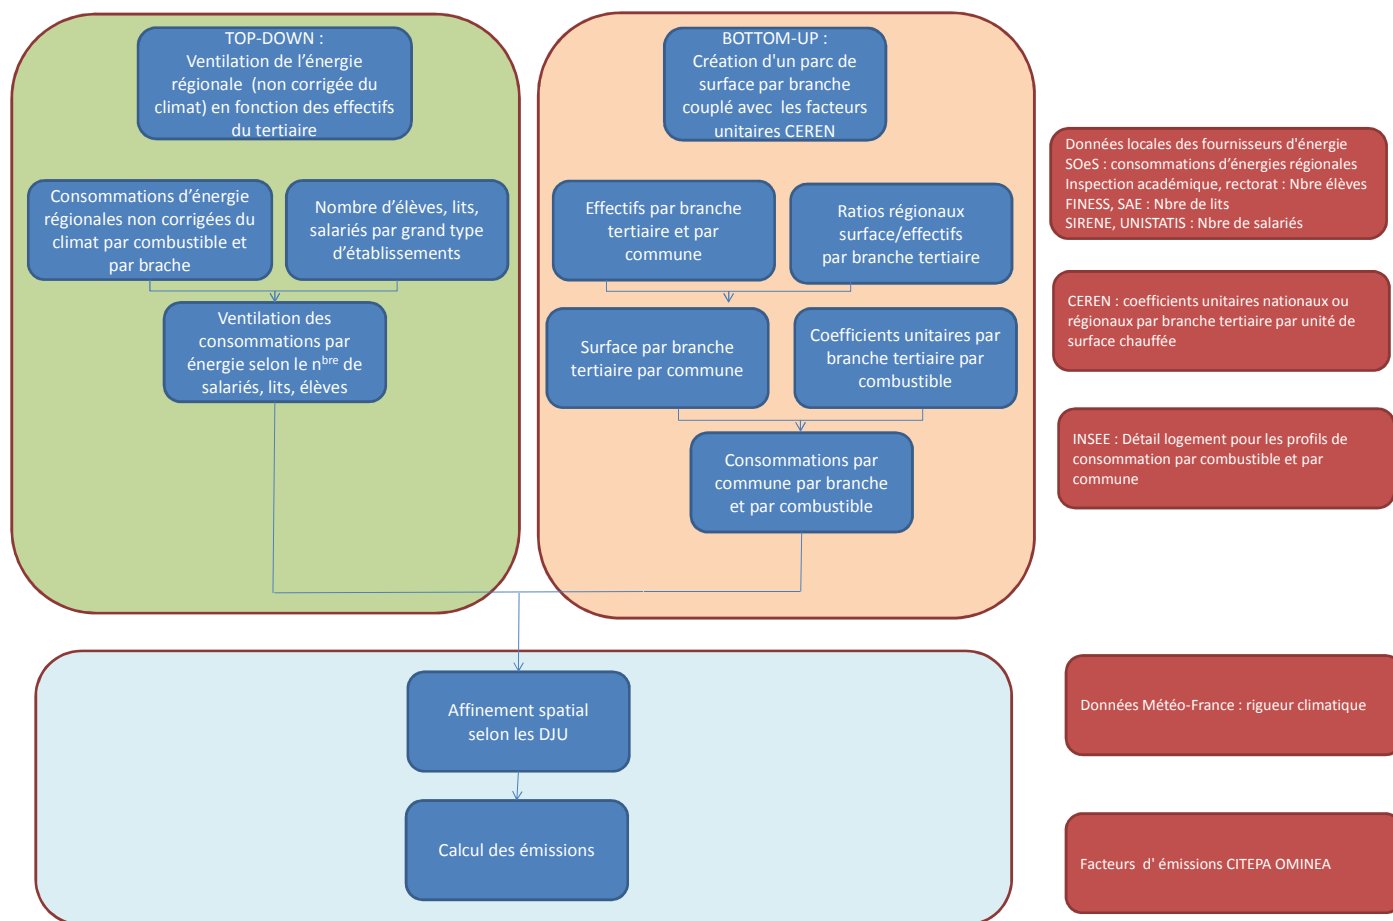 TOP-DOWN :
Ventilation de l’énergie
régionale (non corrigée du
climat) en fonction des effectifs
du tertiaire
Consommations d’énergie
régionales non corrigées du
climat par combustible et
par brache
Nombre d’élèves, lits,
salariés par grand type
d’établissements
Ventilation des
consommations par
énergie selon le nbre de
salariés, lits, élèves
BOTTOM-UP :
Création d'un parc de
surface par branche
couplé avec les facteurs
unitaires CEREN
Effectifs par branche
tertiaire et par
commune
Ratios régionaux
surface/effectifs
par branche tertiaire
Surface par branche
tertiaire par commune
Coefficients unitaires par
branche tertiaire par
combustible
Consommations par
commune par branche
et par combustible
Affinement spatial
selon les DJU
Calcul des émissions
Données locales des fournisseurs d'énergie
SOeS : consommations d’énergies régionales
Inspection académique, rectorat : Nbre élèves
FINESS, SAE : Nbre de lits
SIRENE, UNISTATIS : Nbre de salariés
CEREN : coefficients unitaires nationaux ou
régionaux par branche tertiaire par unité de
surface chauffée
INSEE : Détail logement pour les profils de
consommation par combustible et par
commune
Données Météo-France : rigueur climatique
Facteurs d' émissions CITEPA OMINEA